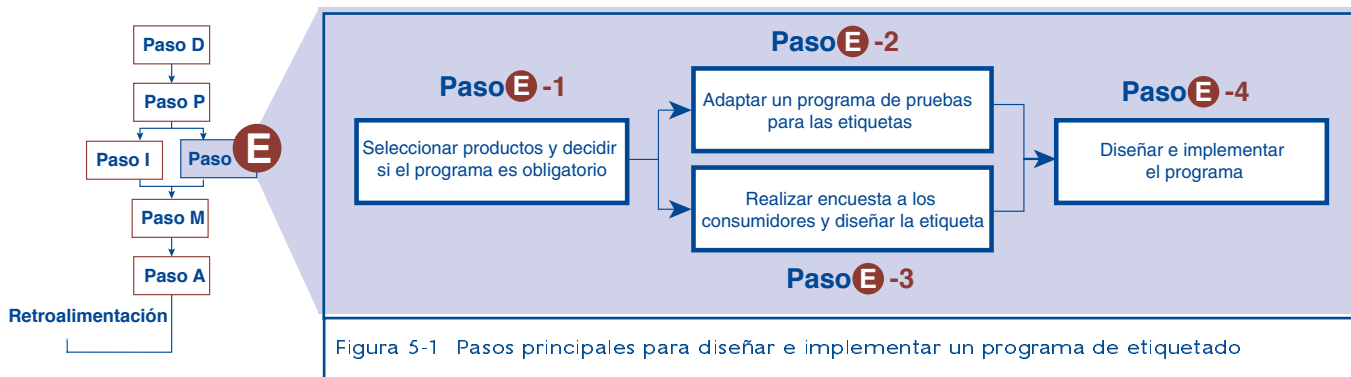 Paso D
Paso P
Paso I
Paso E
Paso M
Paso A
Retroalimentación
Paso E -1
Seleccionar productos y decidir
si el programa es obligatorio
Paso E -2
Adaptar un programa de pruebas
para las etiquetas
Realizar encuesta a los
consumidores y diseñar la etiqueta
Paso E -3
Paso E -4
Diseñar e implementar
el programa
Figura 5-1 Pasos principales para diseñar e implementar un programa de etiquetado